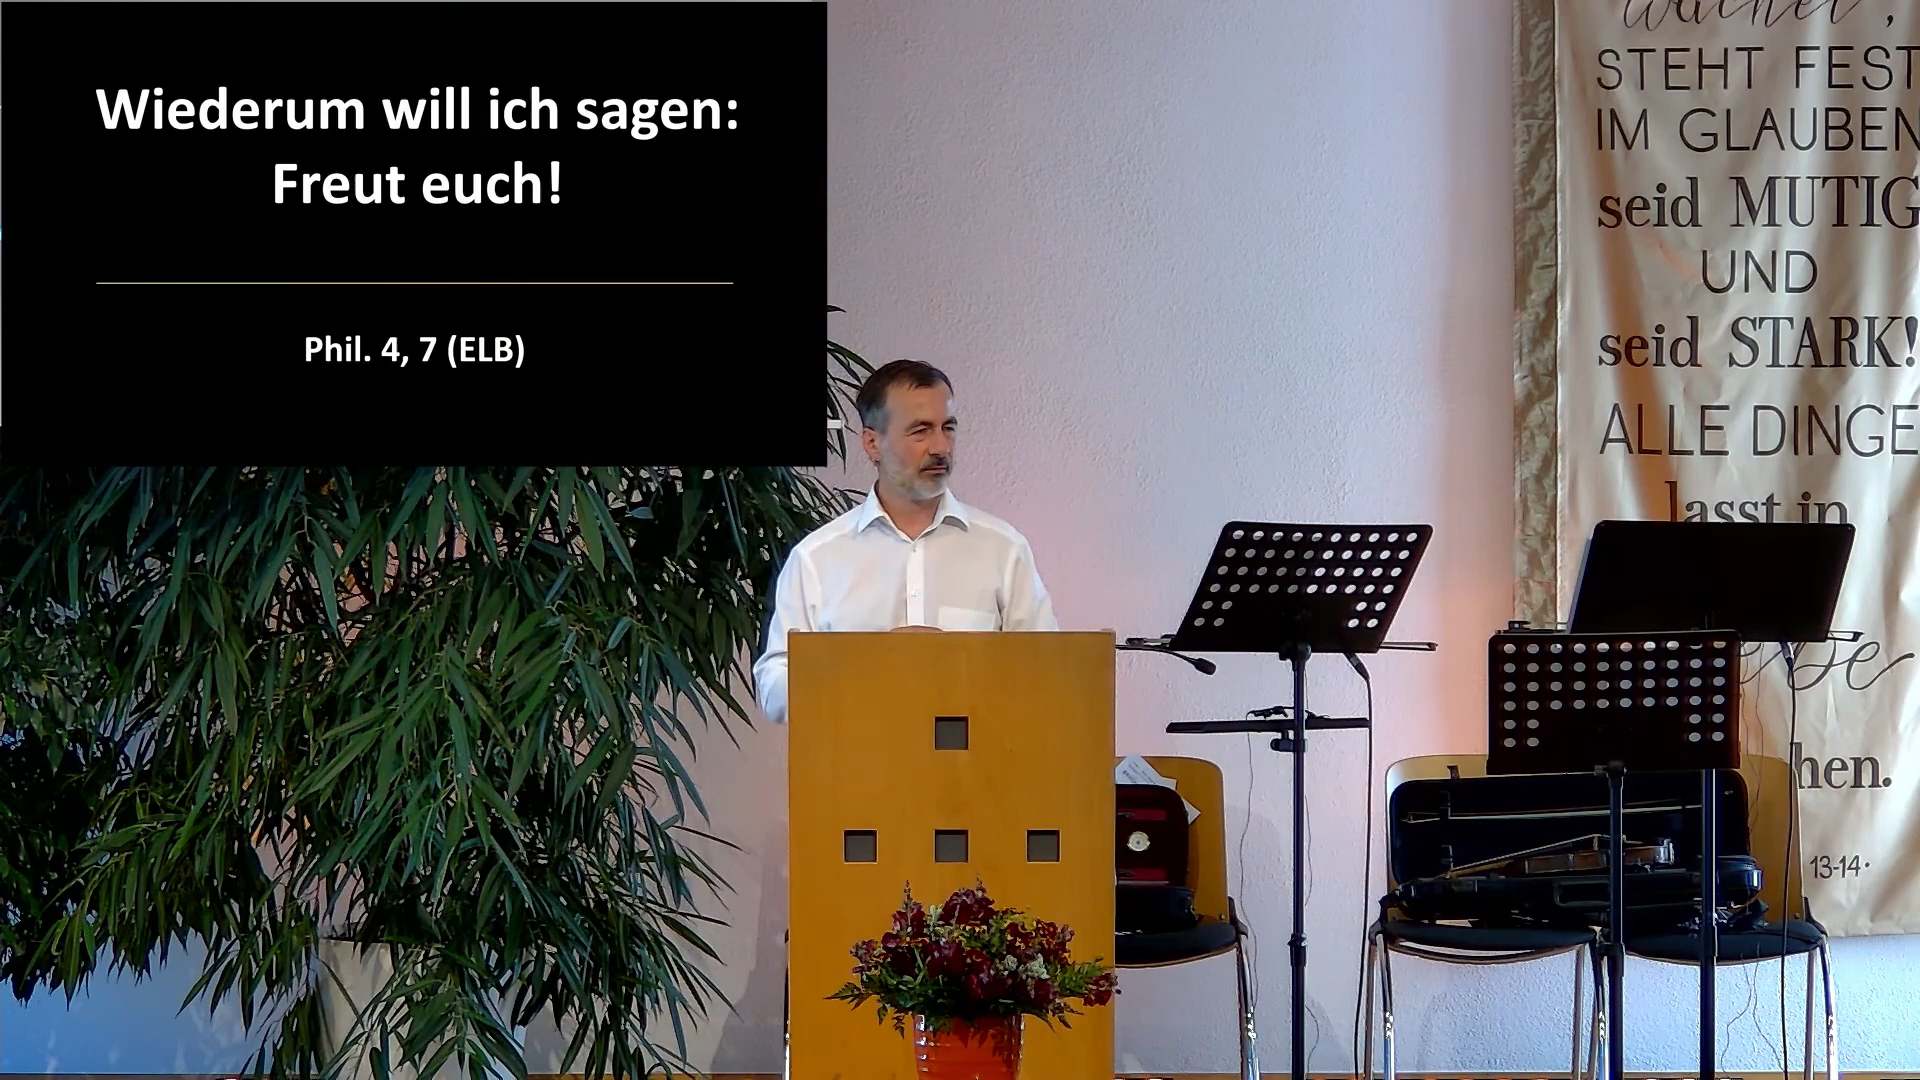 Wiederum will ich sagen:
Freut euch!
Phil. 4, 7 (ELB)
Wachet,
STEHT FEST
IM GLAUBEN
seid MUTIG
UND
seid STARK!
ALLE DINGE
lasst in
hen.
13-14.